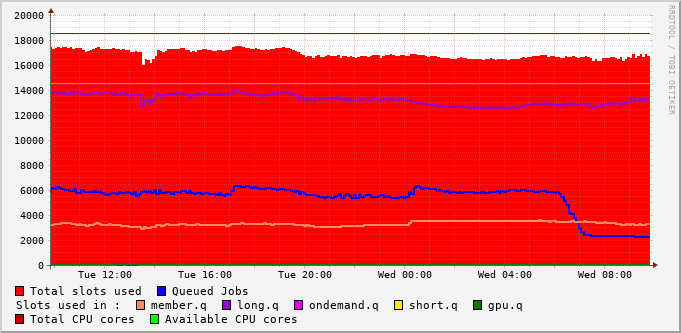 20000
18000
16000
14000
12000
10000
8000
6000
4000
2000
0
Tue 12:00 Tue 16:00 Tue 20:00 Wed 00:00 Wed 04:00 Wed 08:00
Total slots used Queued Jobs
Slots used in : member.q long.q ondemand.q short.q gpu.q
Total CPU cores Available CPU cores
RRDTOOL / TOBI OETIKER